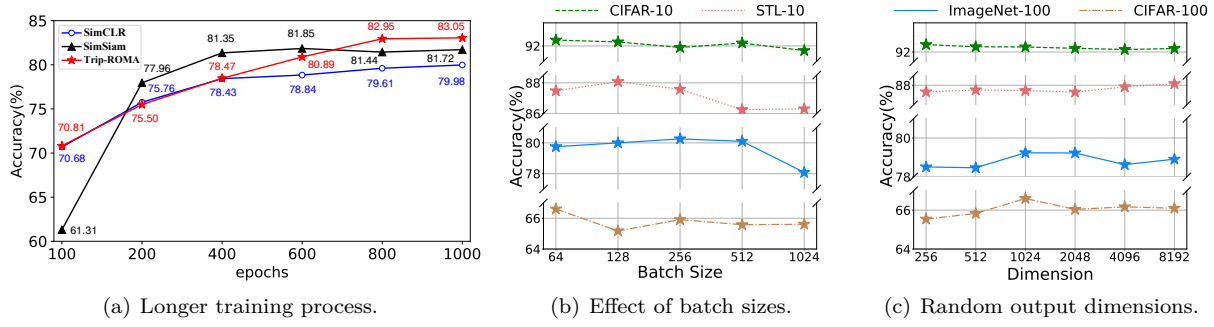 85
80
75
70
65
60
Accuracy(%)
SimCLR
SimSiam
Trip-ROMA
70.81
70.68
61.31
77.96
75.76
75.50
81.35
78.47
78.43
81.85
80.89
78.84
82.95
81.44
79.61
83.05
81.72
79.98
100 200 400 600 800 1000
epochs
(a) Longer training process.
CIFAR-10 STL-10
Accuracy(%)
92
88
86
80
78
66
64
64 128 256 512 1024
Batch Size
(b) Effect of batch sizes.
ImageNet-100 CIFAR-100
Accuracy(%)
92
88
80
78
66
64
256 512 1024 2048 4096 8192
Dimension
(c) Random output dimensions.